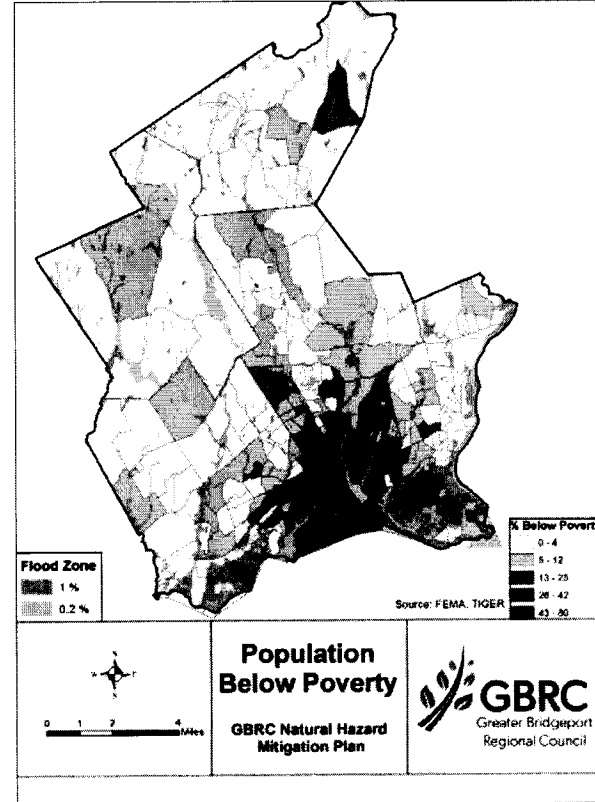 % Below Povert
0 - 4
5 - 12
13 - 25
26 - 42
43 - 80
Flood Zone
1 %
0.2 %
Source: FEMA, TIGER
N
W
E
S
0 1 2 4
Miles
Population
Below Poverty
GBRC Natural Hazard
Mitigation Plan
GBRC
Greater Bridgeport
Regional Council